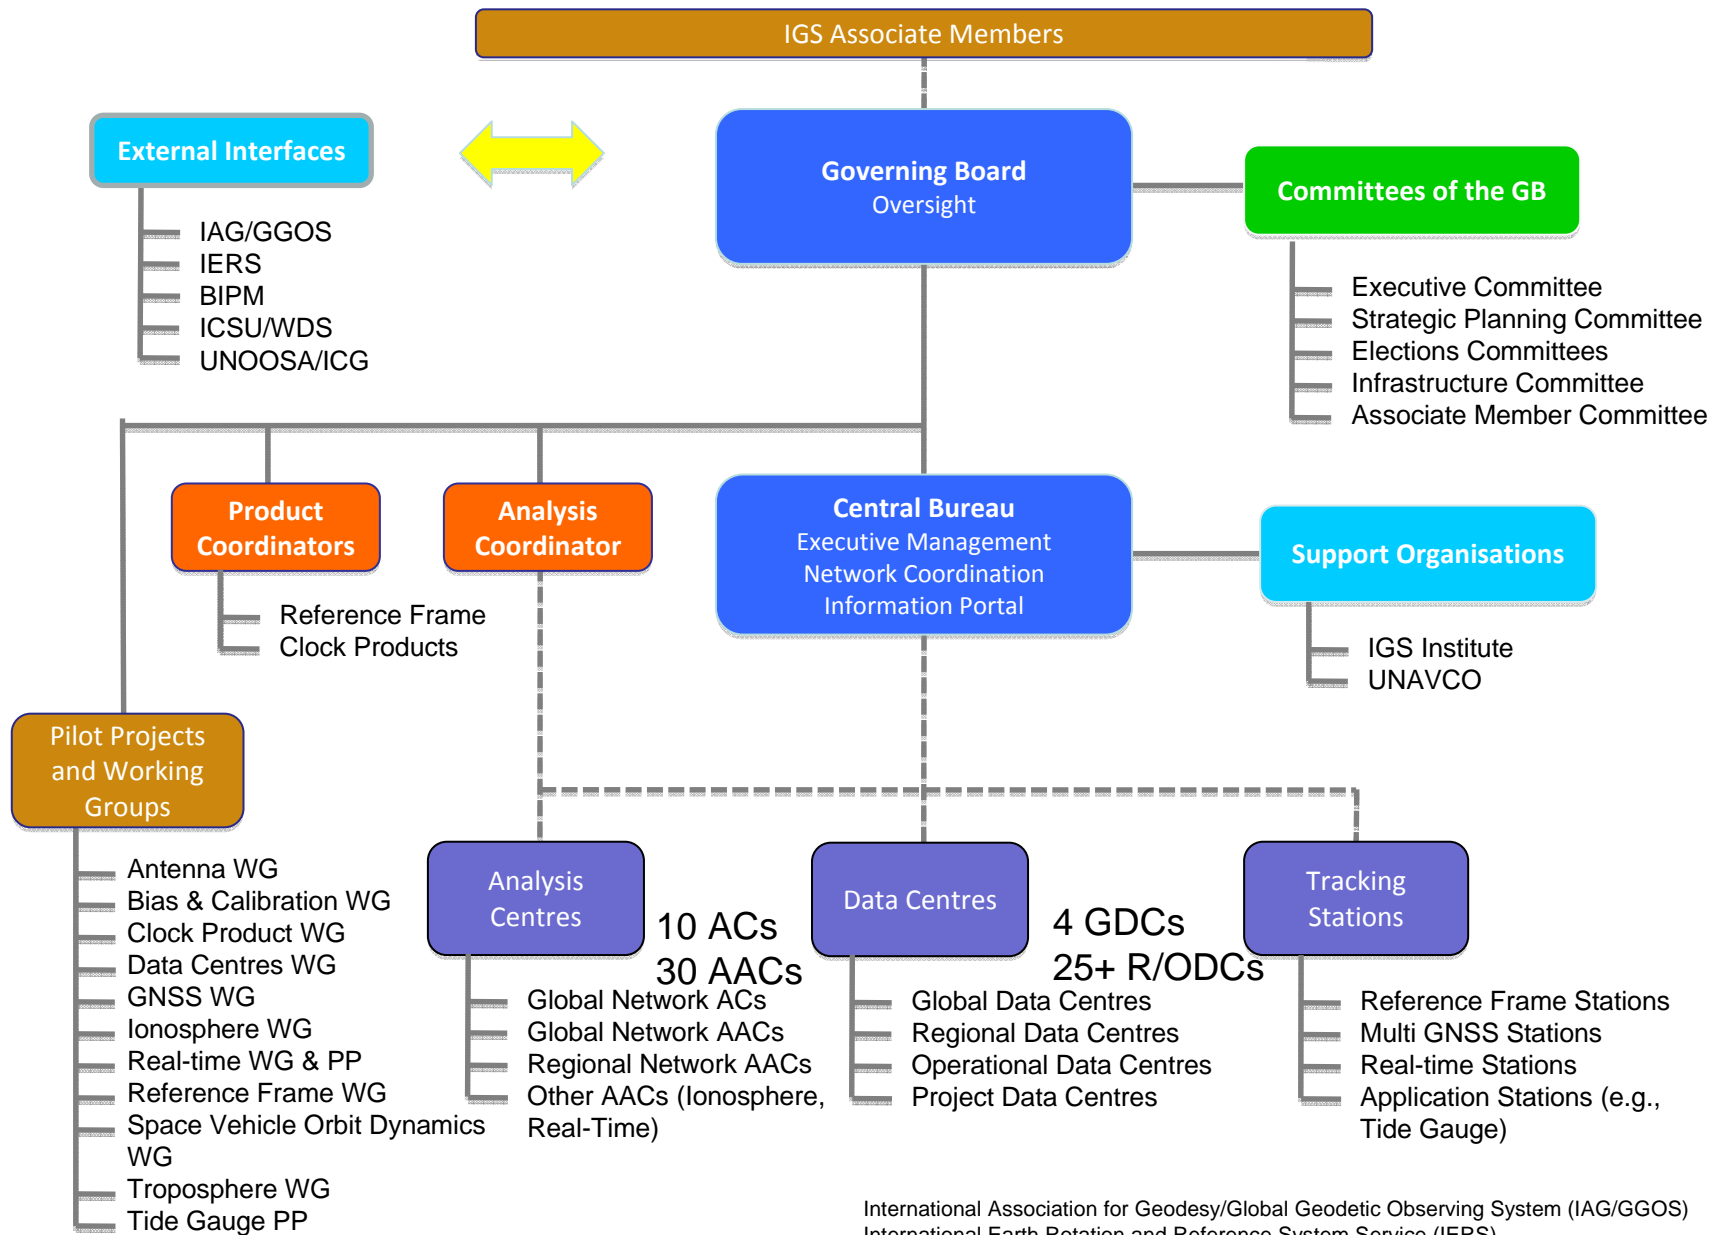 IGS Associate Members
External Interfaces
IAG/GGOS
IERS
BIPM
ICSU/WDS
UNOOSA/ICG
Governing Board
Oversight
Committees of the GB
Executive Committee
Strategic Planning Committee
Elections Committees
Infrastructure Committee
Associate Member Committee
Product
Coordinators
Reference Frame
Clock Products
Analysis
Coordinator
Central Bureau
Executive Management
Network Coordination
Information Portal
Support Organisations
IGS Institute
UNAVCO
Pilot Projects
and Working
Groups
Antenna WG
Bias & Calibration WG
Clock Product WG
Data Centres WG
GNSS WG
Ionosphere WG
Real-time WG & PP
Reference Frame WG
Space Vehicle Orbit Dynamics
WG
Troposphere WG
Tide Gauge PP
Analysis
Centres
10 ACs
30 AACs
Global Network ACs
Global Network AACs
Regional Network AACs
Other AACs (Ionosphere,
Real-Time)
Data Centres
4 GDCs
25+ R/ODCs
Global Data Centres
Regional Data Centres
Operational Data Centres
Project Data Centres
Tracking
Stations
Reference Frame Stations
Multi GNSS Stations
Real-time Stations
Application Stations (e.g.,
Tide Gauge)
International Association for Geodesy/Global Geodetic Observing System (IAG/GGOS)
International Earth Rotation and Reference System Service (IERS)